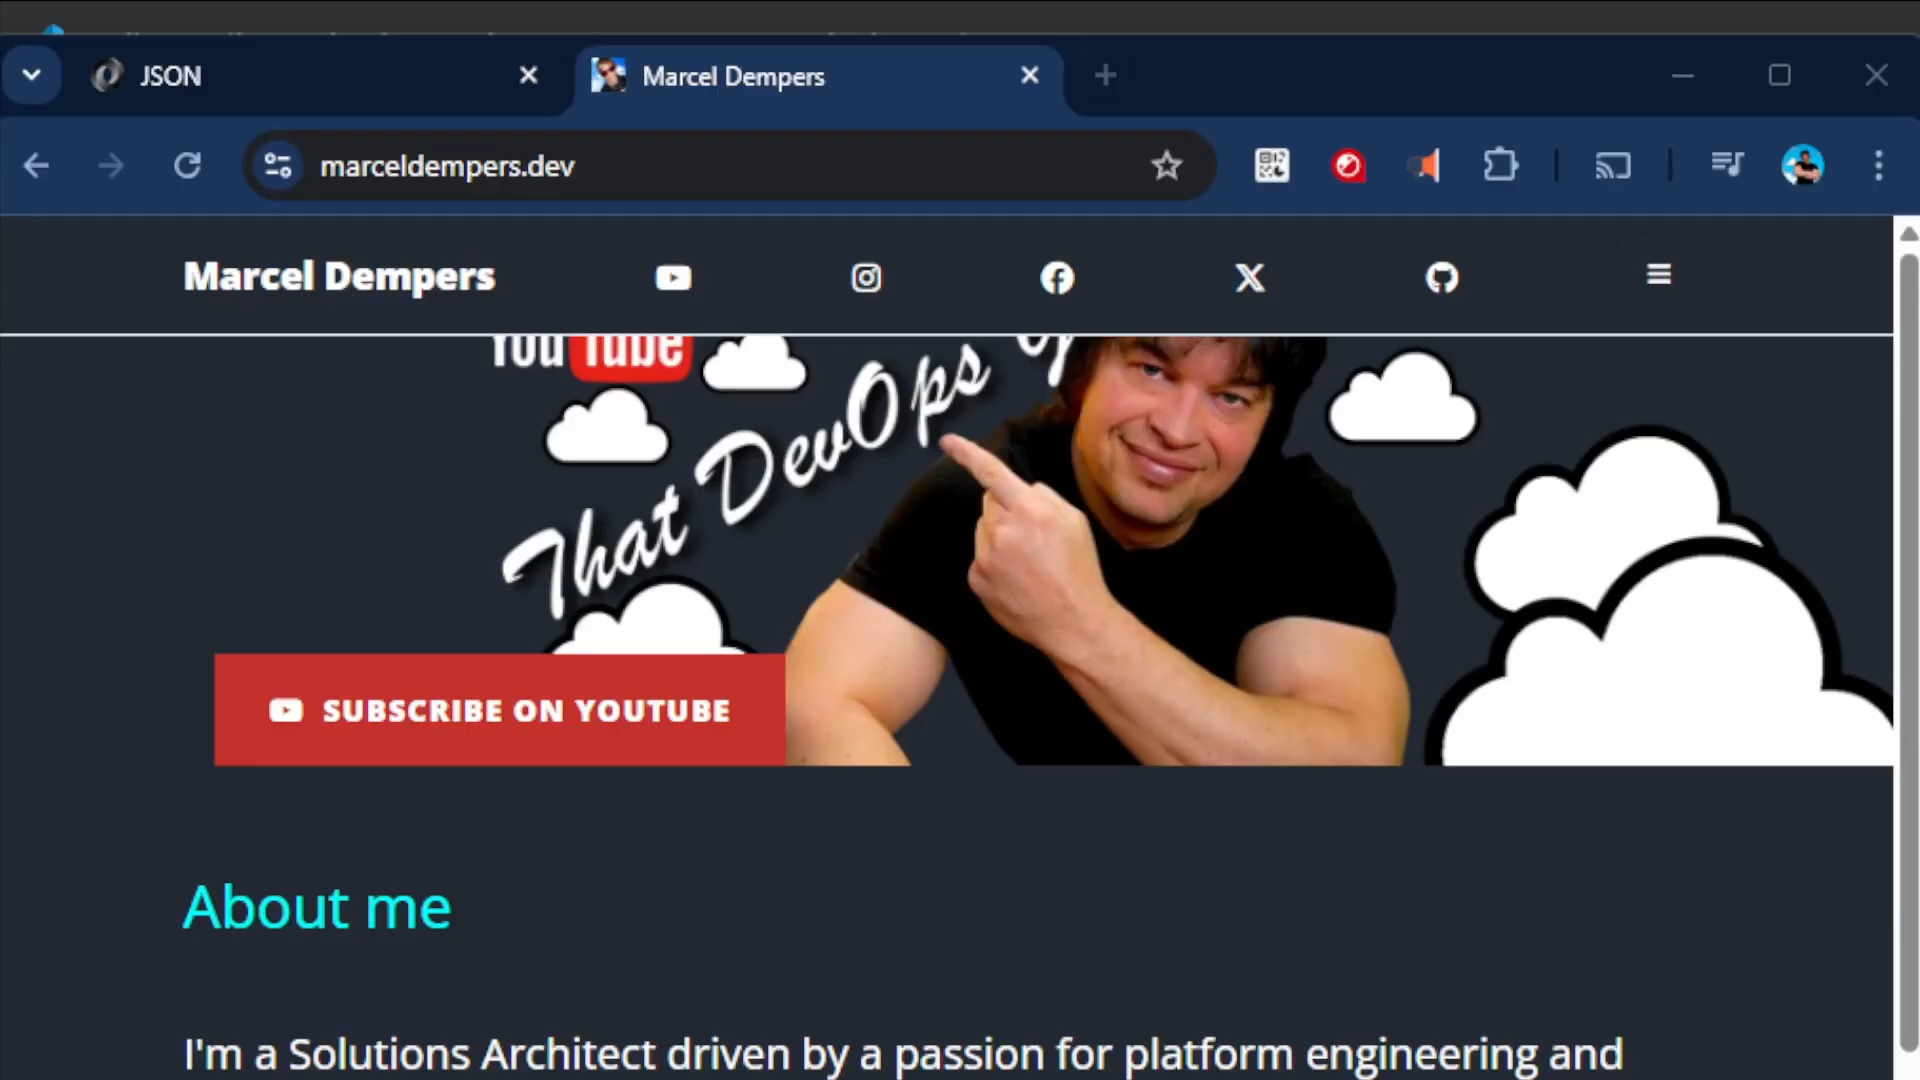 JSON
Marcel Dempers
marceldempers.dev
Marcel Dempers
YouTube
That DevOps
SUBSCRIBE ON YOUTUBE
About me
I'm a Solutions Architect driven by a passion for platform engineering and